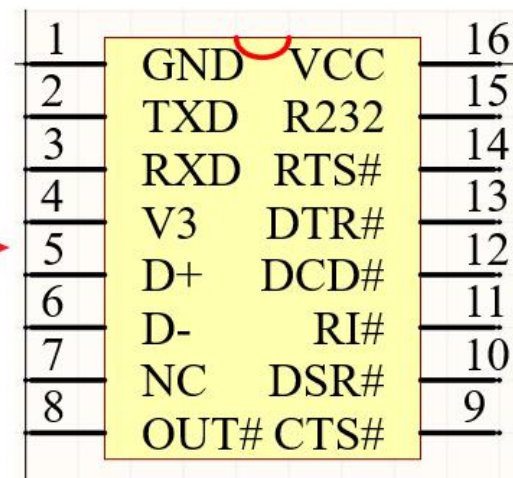 1 GND VCC 16
2 TXD R232 15
3 RXD RTS# 14
4 V3 DTR# 13
5 D+ DCD# 12
6 D- RI# 11
7 NC DSR# 10
8 OUT# CTS# 9